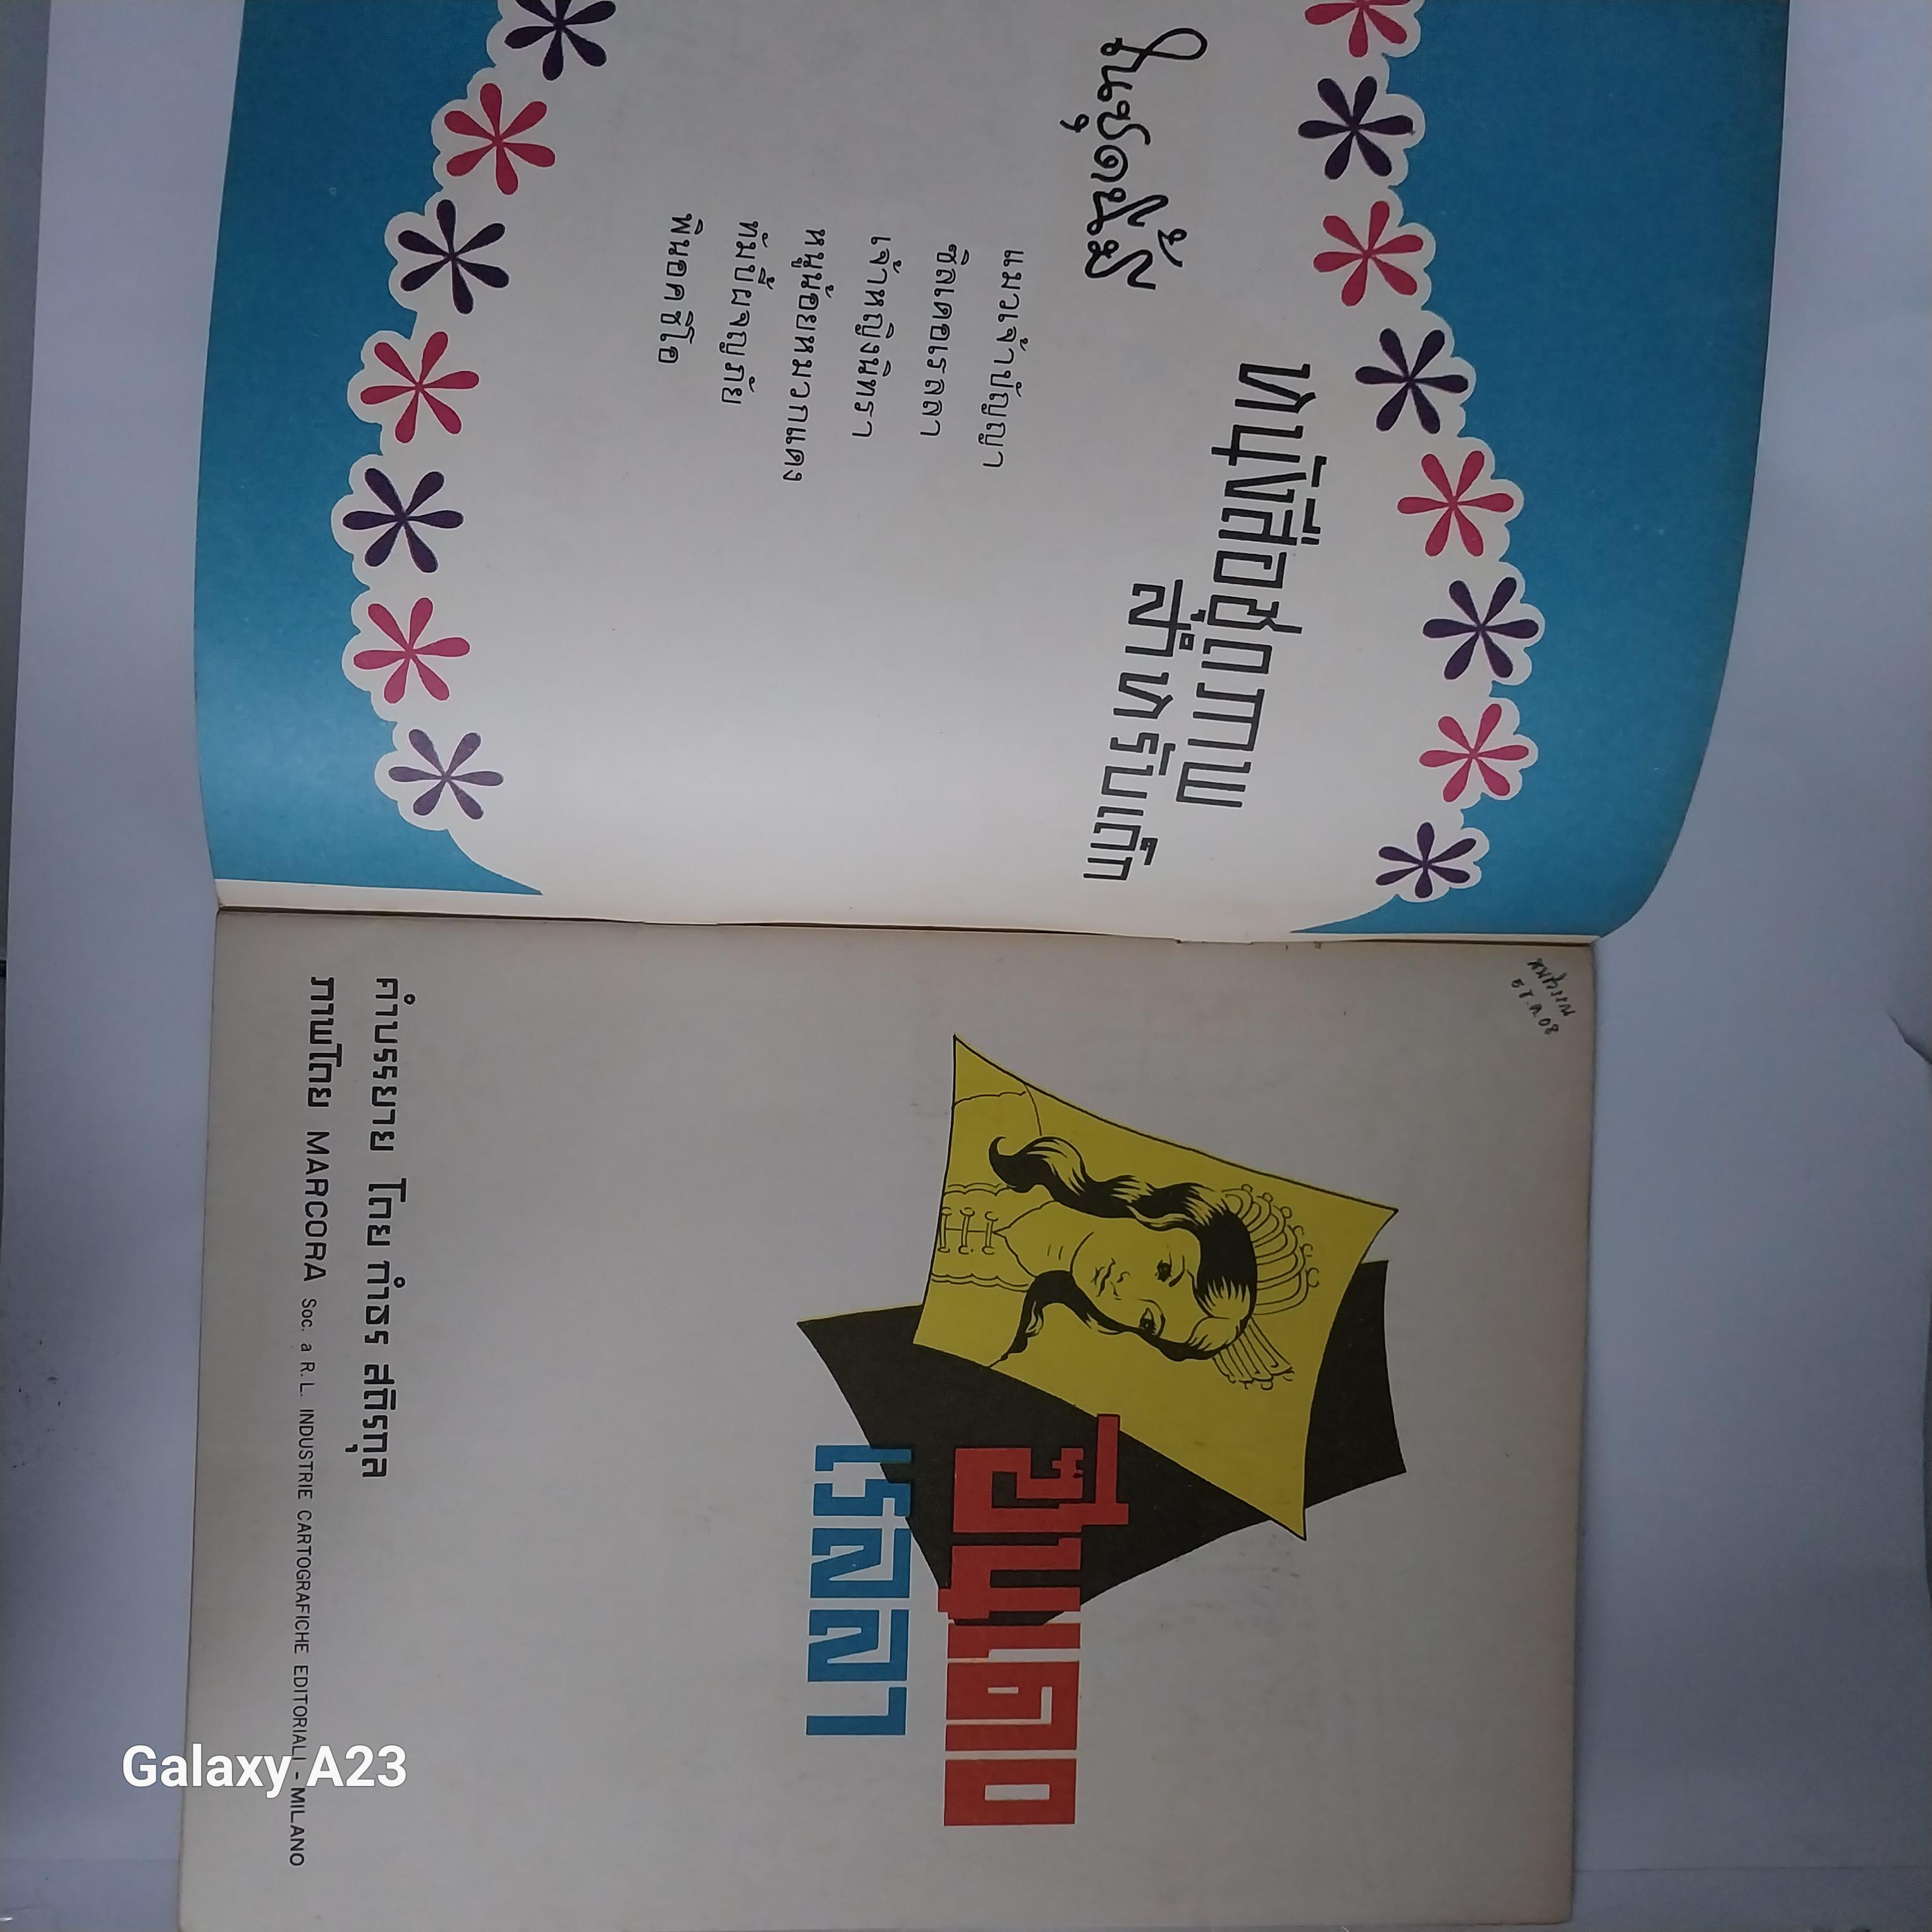 หนังสือชุดภาพ
สำหรับเด็ก
ในชุดนี้มี
แมวเจ้าปัญญา
ซินเดอเรลลา
เจ้าหญิงนิทรา
หนูน้อยหมวกแดง
ทัมบี้ผจญภัย
พินอคชิโอ
ซินเดอ
เรลลา
คำบรรยาย โดย กำธร สถิรกุล
ภาพโดย MARCORA Soc. a R. L. INDUSTRIE CARTOGRAFICHE EDITORIALI - MILANO
Galaxy A23